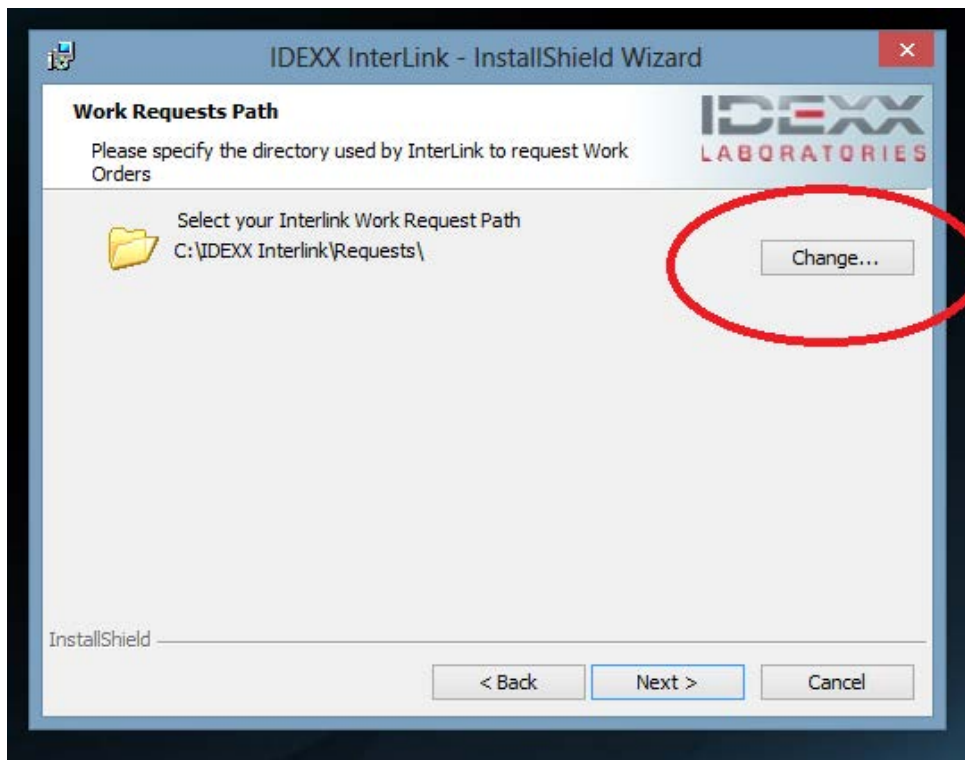 IDEXX InterLink - InstallShield Wizard
Work Requests Path
Please specify the directory used by InterLink to request Work
Orders
IDEXX
LABORATORIES
Select your Interlink Work Request Path
C:\IDEXX Interlink\Requests\
Change...
InstallShield
< Back
Next >
Cancel